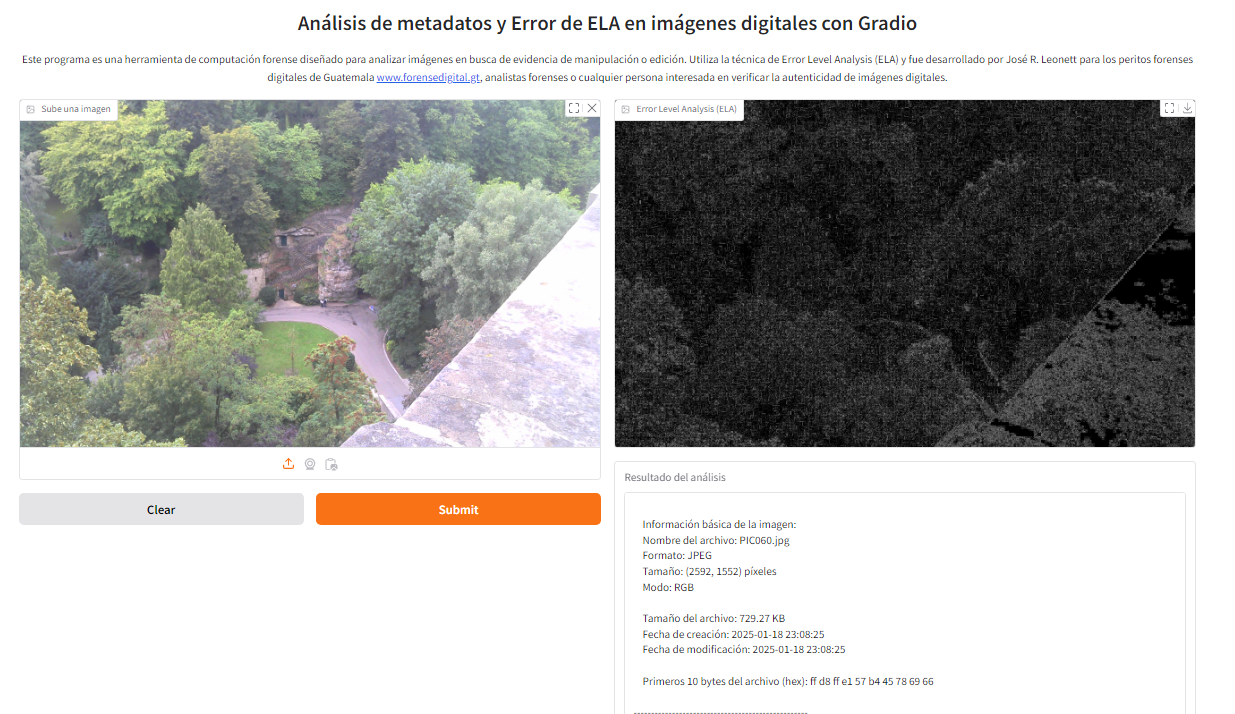 Análisis de metadatos y Error de ELA en imágenes digitales con Gradio
Este programa es una herramienta de computación forense diseñado para analizar imágenes en busca de evidencia de manipulación o edición. Utiliza la técnica de Error Level Analysis (ELA) y fue desarrollado por José R. Leonett para los peritos forenses
digitales de Guatemala www.forensedigital.gt, analistas forenses o cualquier persona interesada en verificar la autenticidad de imágenes digitales.
Sube una imagen
Error Level Analysis (ELA)
Clear
Submit
Resultado del análisis
Información básica de la imagen:
Nombre del archivo: PIC060.jpg
Formato: JPEG
Tamaño: (2592, 1552) píxeles
Modo: RGB
Tamaño del archivo: 729.27 KB
Fecha de creación: 2025-01-18 23:08:25
Fecha de modificación: 2025-01-18 23:08:25
Primeros 10 bytes del archivo (hex): ff d8 ff e1 57 b4 45 78 69 66